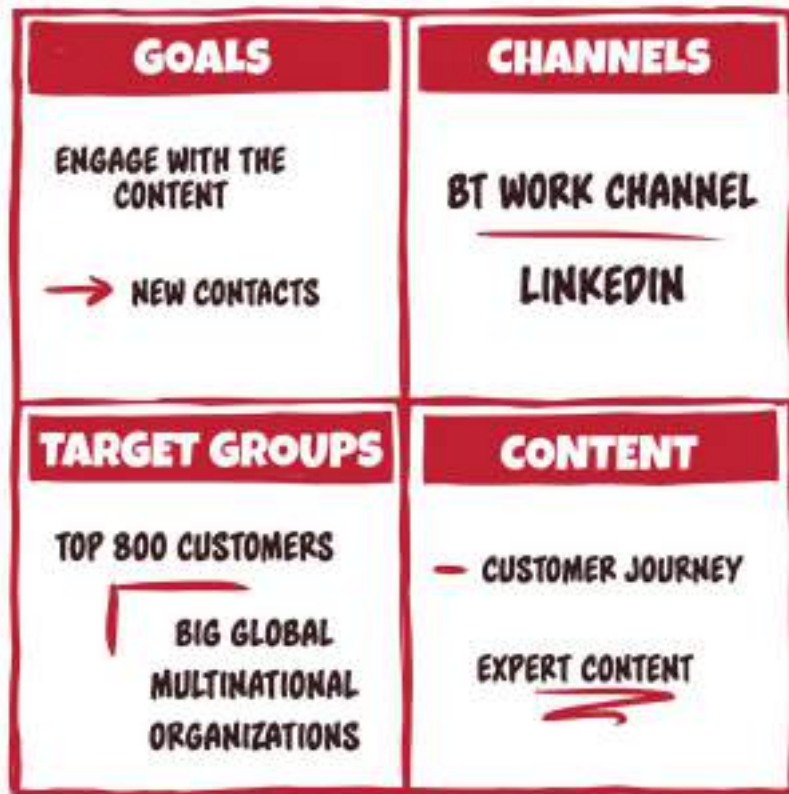 GOALS
ENGAGE WITH THE
CONTENT
NEW CONTACTS
CHANNELS
BT WORK CHANNEL
LINKEDIN
TARGET GROUPS
TOP 800 CUSTOMERS
BIG GLOBAL
MULTINATIONAL
ORGANIZATIONS
CONTENT
CUSTOMER JOURNEY
EXPERT CONTENT